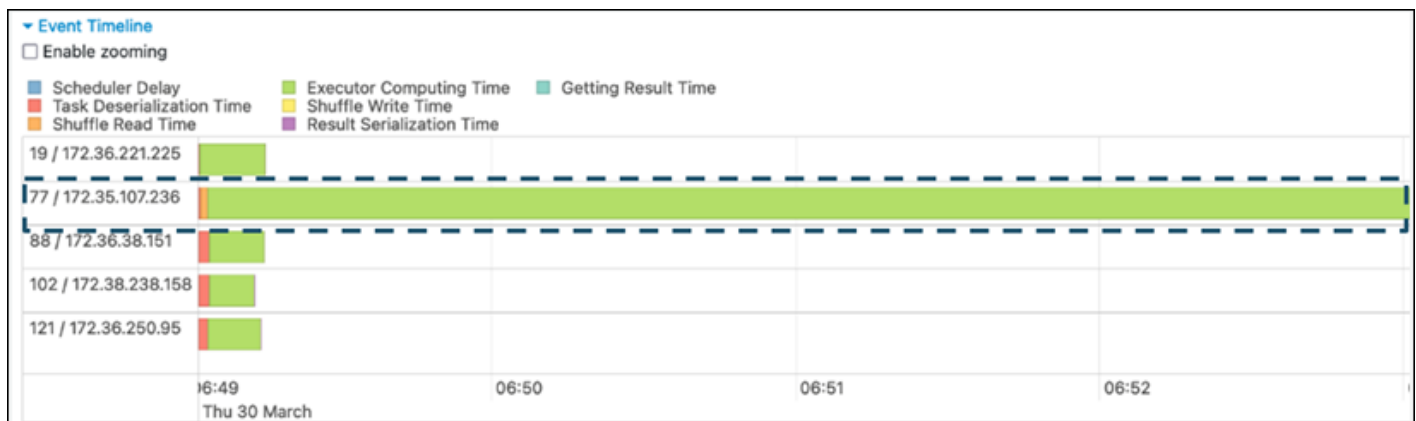 Event Timeline
Enable zooming
Scheduler Delay
Executor Computing Time
Getting Result Time
Task Deserialization Time
Shuffle Write Time
Shuffle Read Time
Result Serialization Time
19 / 172.36.221.225
77 / 172.35.107.236
88 / 172.36.38.151
102 / 172.38.238.158
121 / 172.36.250.95
06:49
06:50
06:51
06:52
Thu 30 March